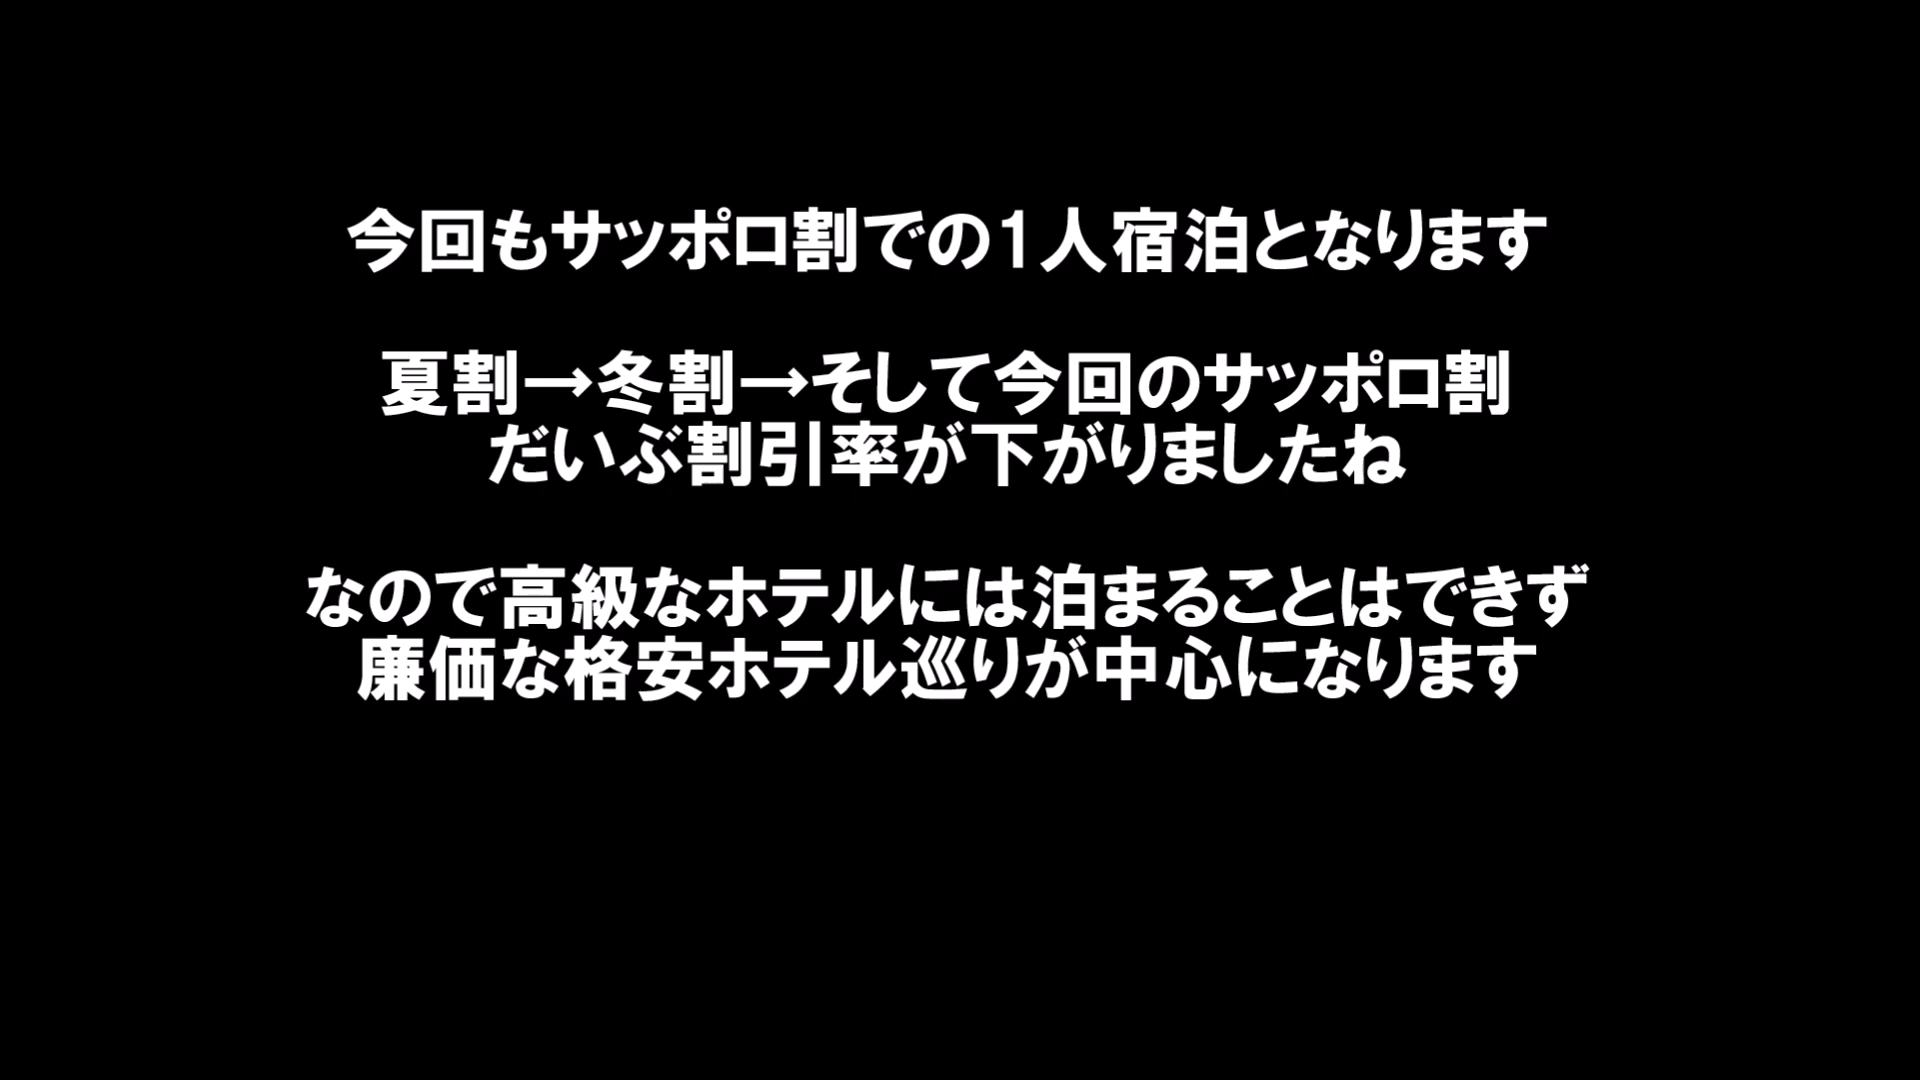 今回もサッポロ割での1人宿泊となります
夏割→冬割→そして今回のサッポロ割
だいぶ割引率が下がりましたね
なので高級なホテルには泊まることはできず
廉価な格安ホテル巡りが中心になります